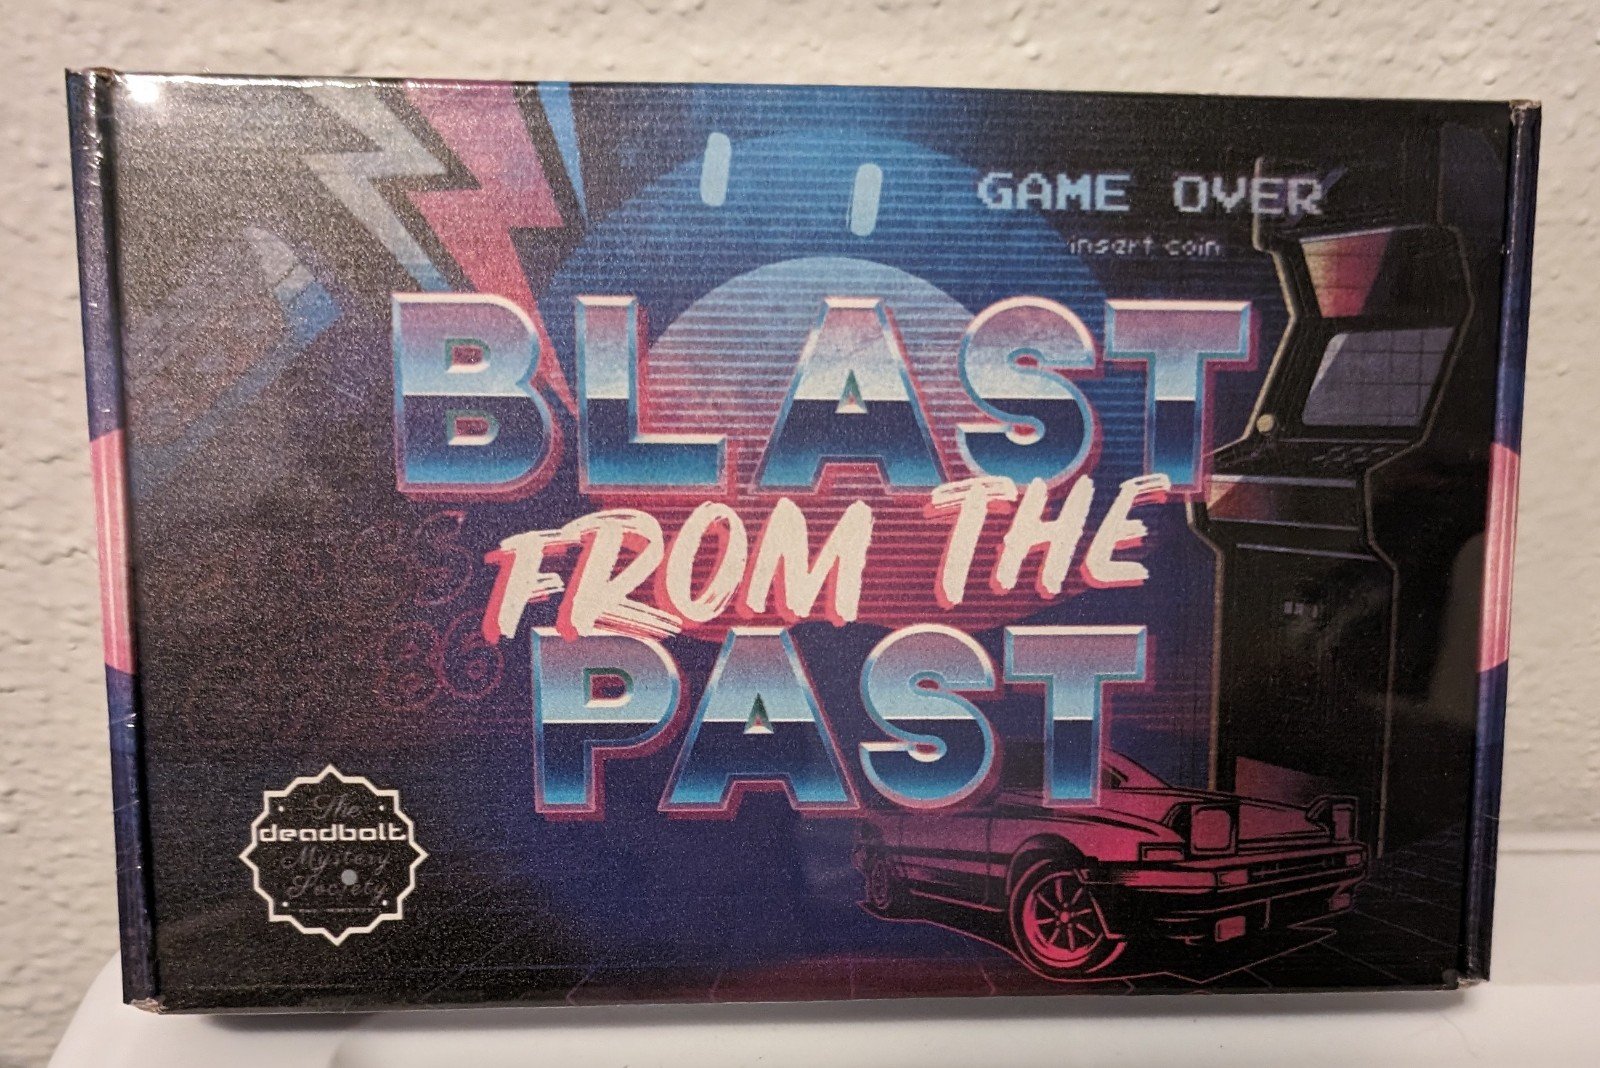 GAME OVER
insert coin
BLAST
FROM THE
PAST
The
deadbolt
Mystery
Society